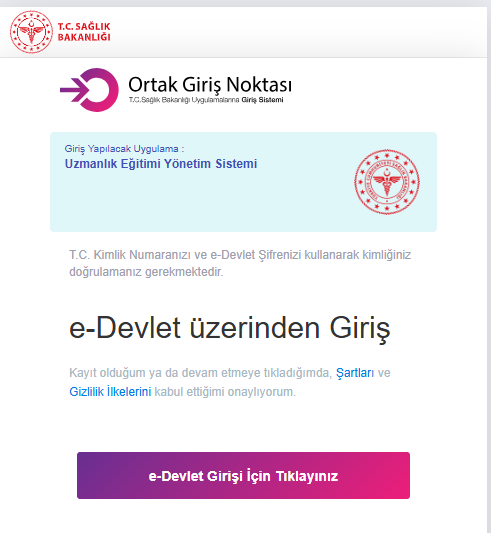 T.C. SAĞLIK
BAKANLIĞI
Ortak Giriş Noktası
T.C.Sağlık Bakanlığı Uygulamalarına Giriş Sistemi
Giriş Yapılacak Uygulama :
Uzmanlık Eğitimi Yönetim Sistemi
T.C. Kimlik Numaranızı ve e-Devlet Şifrenizi kullanarak kimliğiniz
doğrulamanız gerekmektedir.
e-Devlet üzerinden Giriş
Kayıt olduğum ya da devam etmeye tıkladığımda, Şartları ve
Gizlilik İlkelerini kabul ettiğimi onaylıyorum.
e-Devlet Girişi İçin Tıklayınız